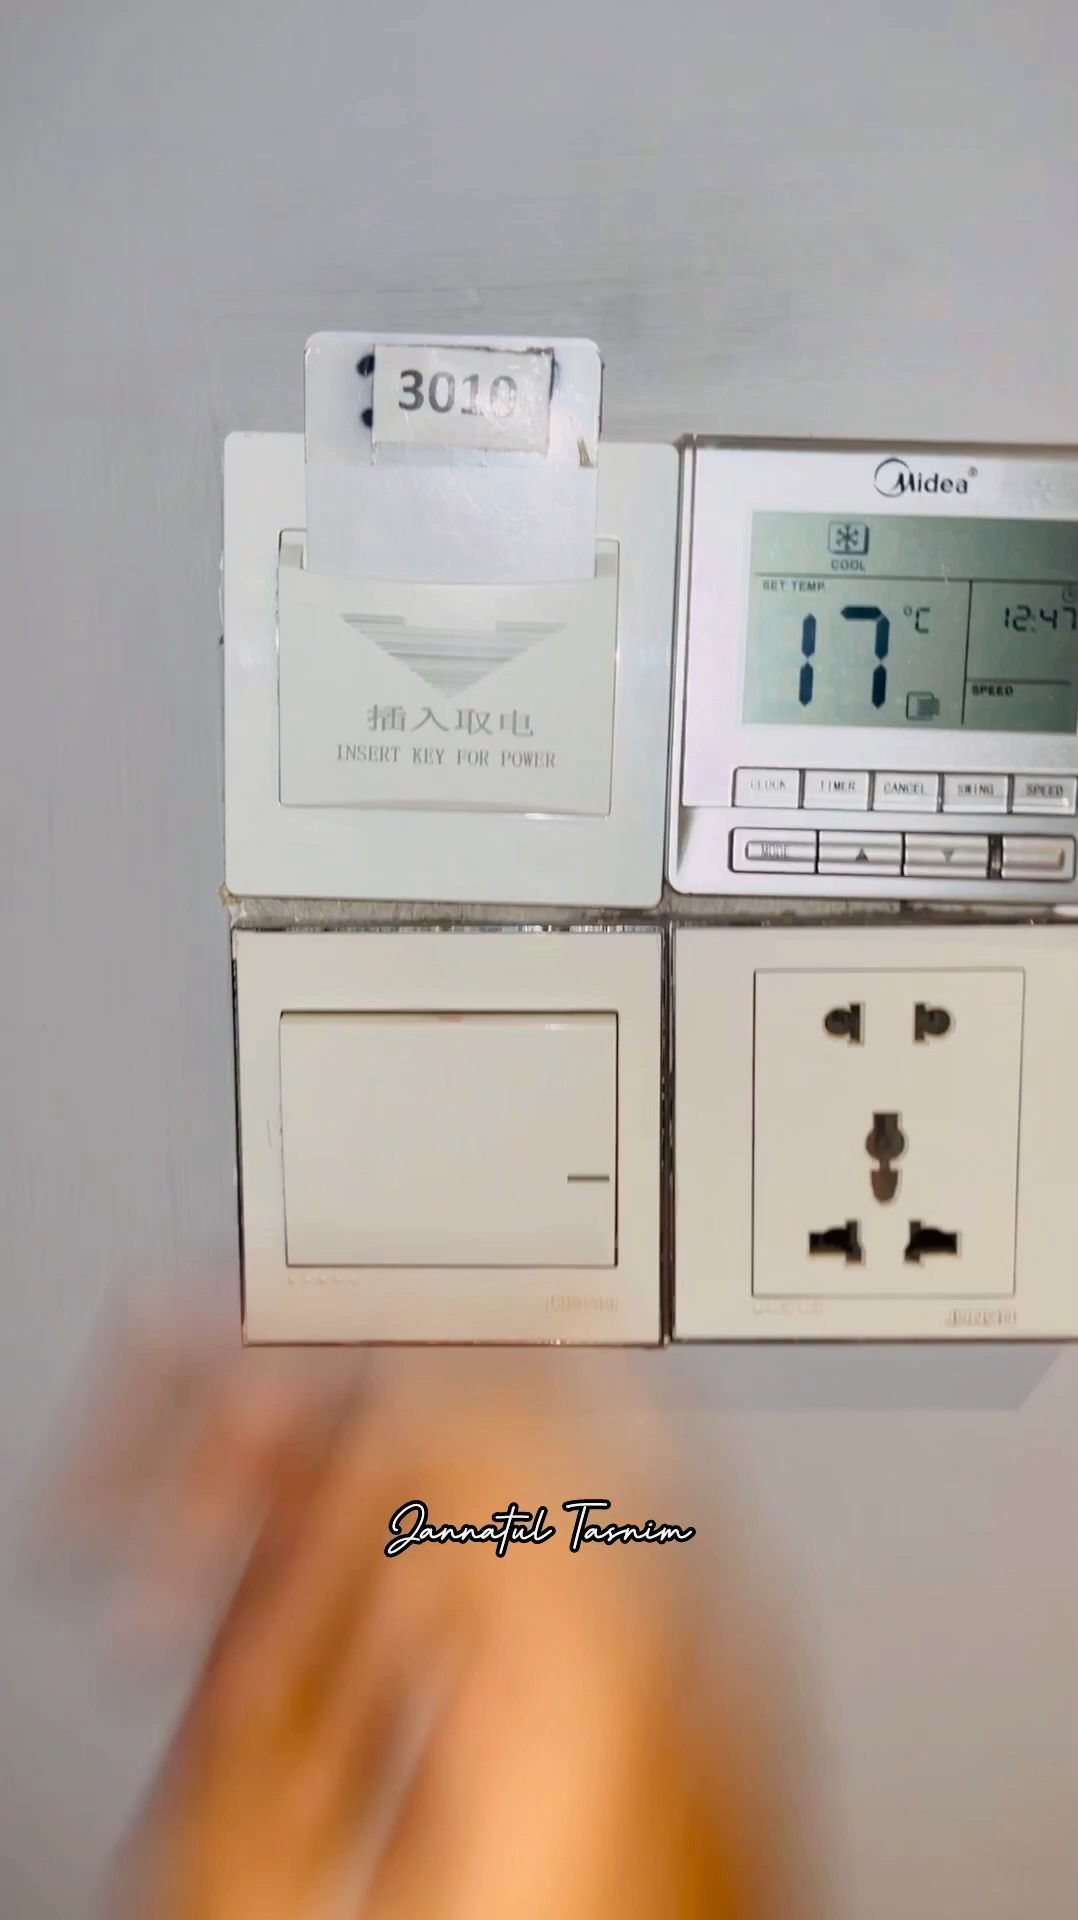 3010
插入取电
INSERT KEY FOR POWER
Midea®
COOL
SET TEMP.
17 °C
12:47
SPEED
CLOCK TIMER CANCEL SWING SPEED
MODE ▲ ▼
Jannatul Tasnim